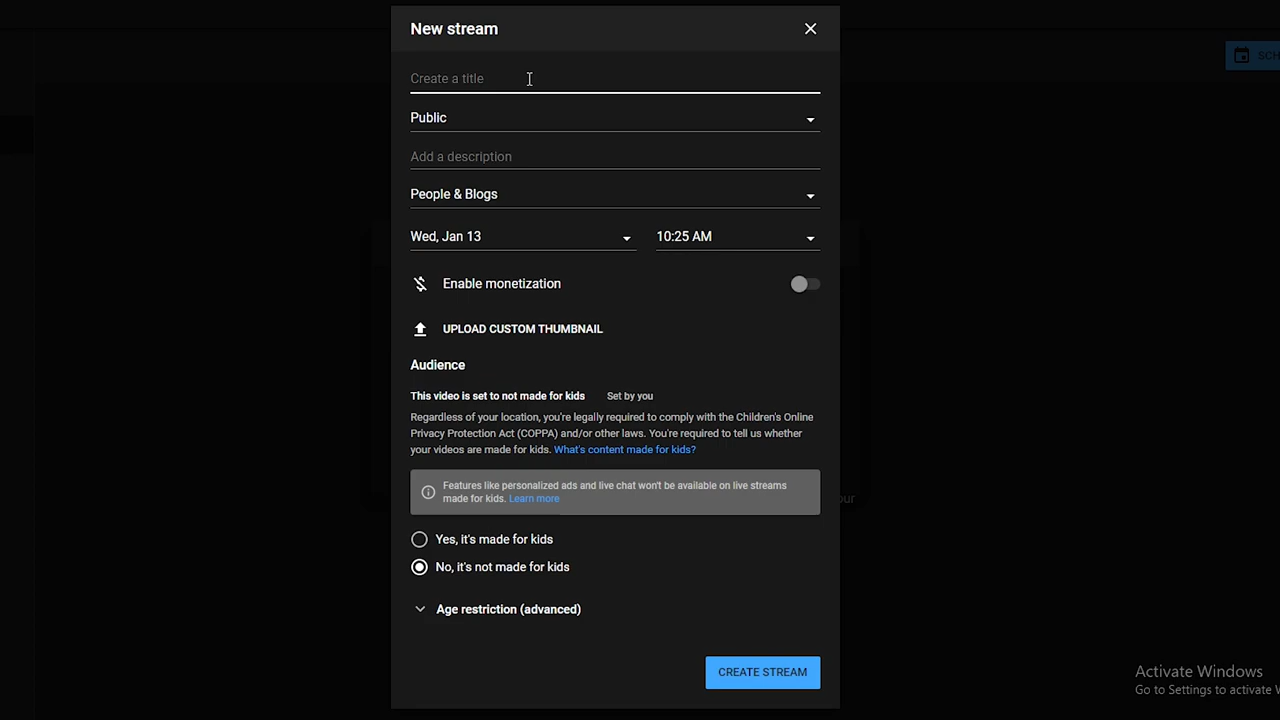 New stream
SCH
Create a title
Public
Add a description
People & Blogs
Wed, Jan 13 10:25 AM
Enable monetization
UPLOAD CUSTOM THUMBNAIL
Audience
This video is set to not made for kids Set by you
Regardless of your location, you're legally required to comply with the Children's Online
Privacy Protection Act (COPPA) and/or other laws. You're required to tell us whether
your videos are made for kids. What's content made for kids?
Features like personalized ads and live chat won't be available on live streams
made for kids. Learn more
our
Yes, it's made for kids
No, it's not made for kids
Age restriction (advanced)
CREATE STREAM
Activate Windows
Go to Settings to activate W